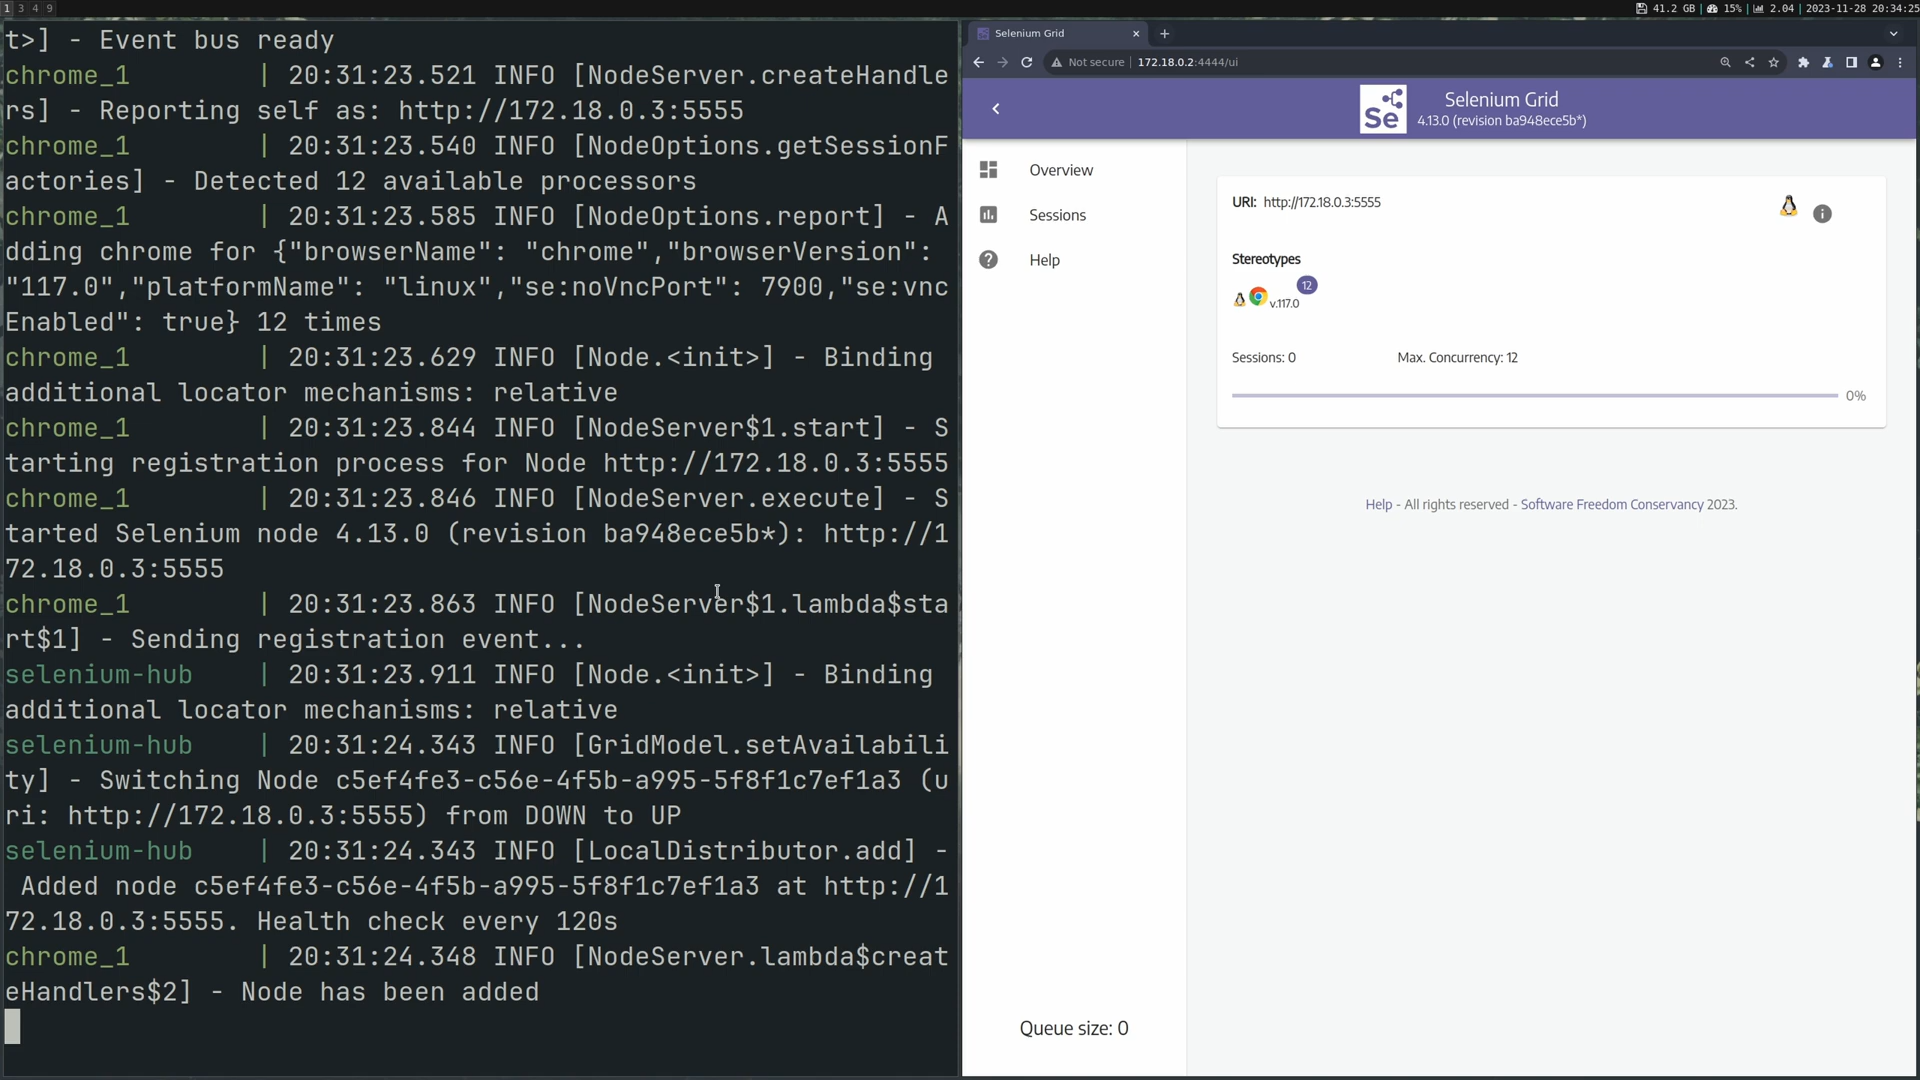 1 3 4 9
41.2 GB | 15% | 2.04 | 2023-11-28 20:34:25
t>] - Event bus ready
chrome_1 | 20:31:23.521 INFO [NodeServer.createHandle
rs] - Reporting self as: http://172.18.0.3:5555
chrome_1 | 20:31:23.540 INFO [NodeOptions.getSessionF
actories] - Detected 12 available processors
chrome_1 | 20:31:23.585 INFO [NodeOptions.report] - A
dding chrome for {"browserName": "chrome","browserVersion":
"117.0","platformName": "linux","se:noVncPort": 7900,"se:vnc
Enabled": true} 12 times
chrome_1 | 20:31:23.629 INFO [Node.<init>] - Binding
additional locator mechanisms: relative
chrome_1 | 20:31:23.844 INFO [NodeServer$1.start] - S
tarting registration process for Node http://172.18.0.3:5555
chrome_1 | 20:31:23.846 INFO [NodeServer.execute] - S
tarted Selenium node 4.13.0 (revision ba948ece5b*): http://1
72.18.0.3:5555
chrome_1 | 20:31:23.863 INFO [NodeServer$1.lambda$sta
rt$1] - Sending registration event...
selenium-hub | 20:31:23.911 INFO [Node.<init>] - Binding
additional locator mechanisms: relative
selenium-hub | 20:31:24.343 INFO [GridModel.setAvailabili
ty] - Switching Node c5ef4fe3-c56e-4f5b-a995-5f8f1c7ef1a3 (u
ri: http://172.18.0.3:5555) from DOWN to UP
selenium-hub | 20:31:24.343 INFO [LocalDistributor.add] -
Added node c5ef4fe3-c56e-4f5b-a995-5f8f1c7ef1a3 at http://1
72.18.0.3:5555. Health check every 120s
chrome_1 | 20:31:24.348 INFO [NodeServer.lambda$creat
eHandlers$2] - Node has been added
Selenium Grid
Not secure | 172.18.0.2:4444/ui
Se
Selenium Grid
4.13.0 (revision ba948ece5b*)
Overview
Sessions
Help
Queue size: 0
URI: http://172.18.0.3:5555
Stereotypes
12
v.117.0
Sessions: 0
Max. Concurrency: 12
0%
Help - All rights reserved - Software Freedom Conservancy 2023.